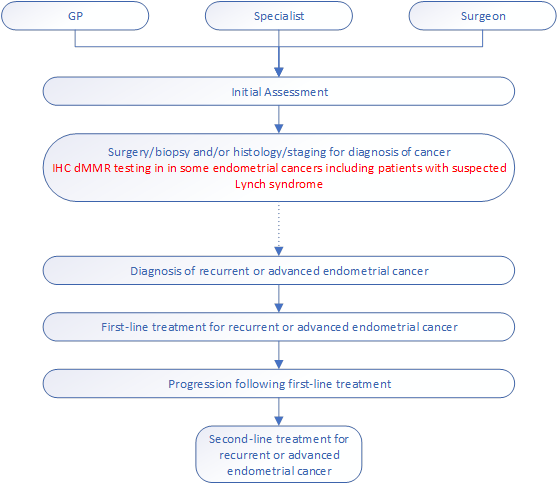 GP
Specialist
Surgeon
Initial Assessment
Surgery/biopsy and/or histology/staging for diagnosis of cancer
IHC dMMR testing in in some endometrial cancers including patients with suspected
Lynch syndrome
Diagnosis of recurrent or advanced endometrial cancer
First-line treatment for recurrent or advanced endometrial cancer
Progression following first-line treatment
Second-line treatment for
recurrent or advanced
endometrial cancer